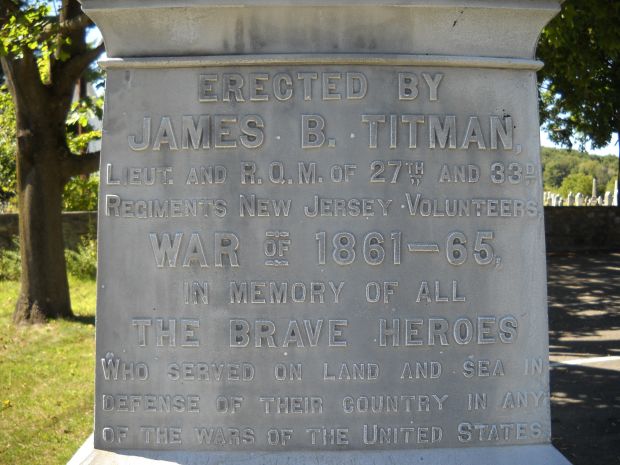 ERECTED BY
JAMES B. TITMAN,
LIEUT. AND R.Q.M. OF 27TH AND 33D
REGIMENTS NEW JERSEY VOLUNTEERS
WAR OF 1861-65,
IN MEMORY OF ALL
THE BRAVE HEROES
WHO SERVED ON LAND AND SEA IN
DEFENSE OF THEIR COUNTRY IN ANY
OF THE WARS OF THE UNITED STATES.